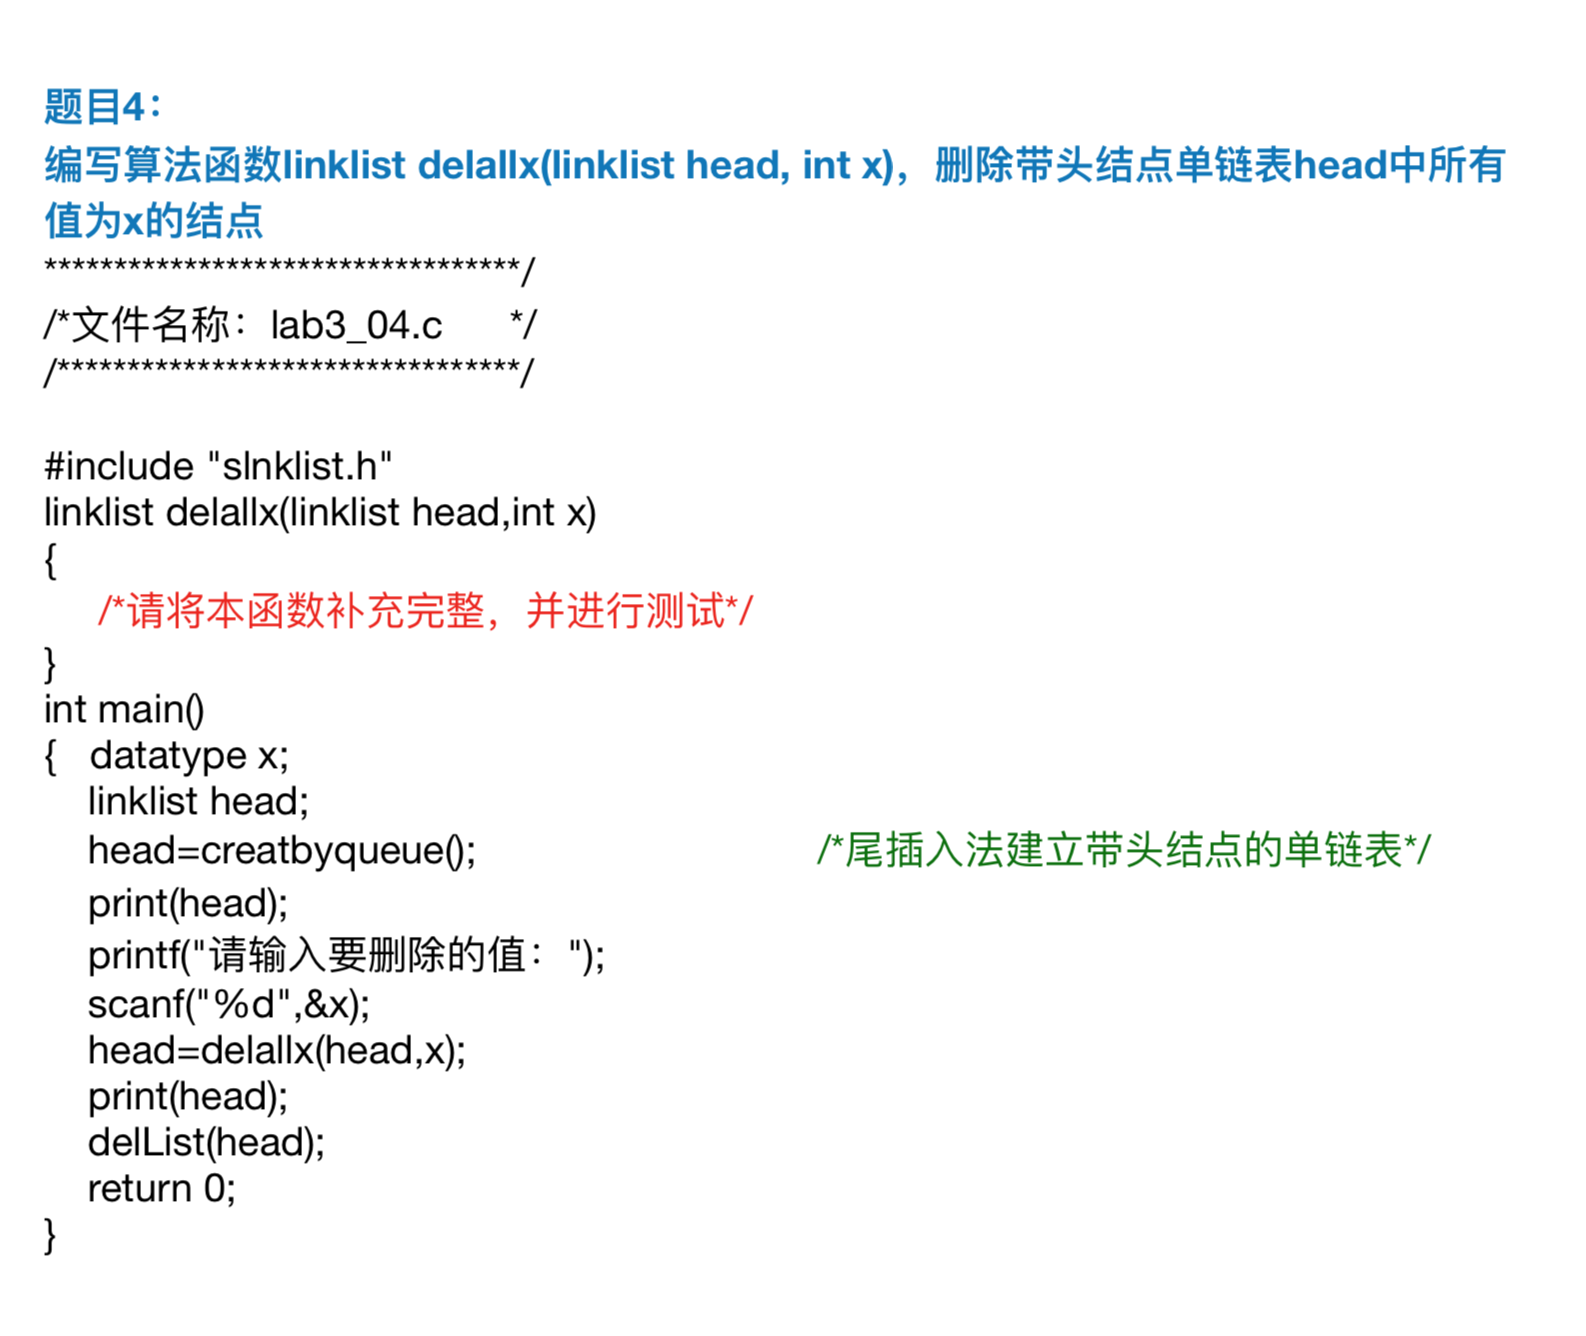 题目4：
编写算法函数linklist delallx(linklist head, int x)，删除带头结点单链表head中所有
值为x的结点
**********************************/
/*文件名称：lab3_04.c      */
/*********************************/
#include "slnklist.h"
linklist delallx(linklist head,int x)
{
/*请将本函数补充完整，并进行测试*/
}
int main()
{   datatype x;
linklist head;
head=creatbyqueue();                              /*尾插入法建立带头结点的单链表*/
print(head);
printf("请输入要删除的值：");
scanf("%d",&x);
head=delallx(head,x);
print(head);
delList(head);
return 0;
}